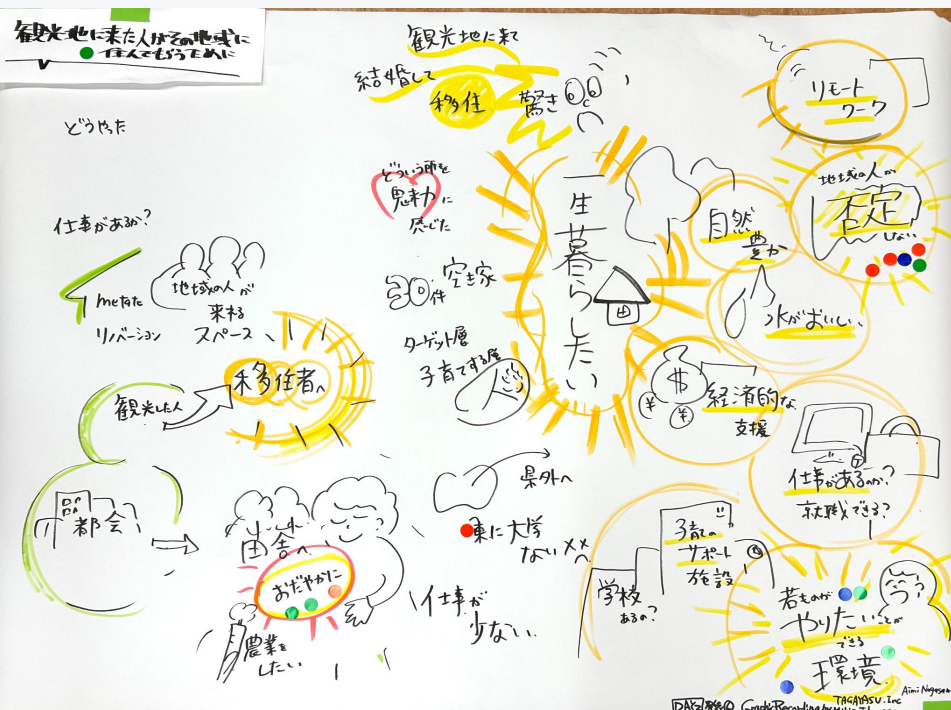 観光地に来た人がその地域に
住んでもらうために
どうやった
仕事があるか?
地域の人が
来れる
スペース
リノベーション
観光した人
移住者へ
都会
田舎へ
おだやかに
農業を
したい
観光地に来て
結婚して
移住
驚き
どういう所を
魅力に
感じた
30件
空き家
ターゲット層
子育てする層
人
県外へ
東に大学
ない××
仕事が
少ない
一生暮らしたい
リモート
ワーク
地域の人が
否定
しない
自然
豊か
水がおいしい
$
¥
¥
経済的な
支援
仕事があるのか?
就職できる?
子育ての
サポート
施設
学校
あるの?
若ものが
やりたいことが
できる
環境
TAGAYASU.Inc